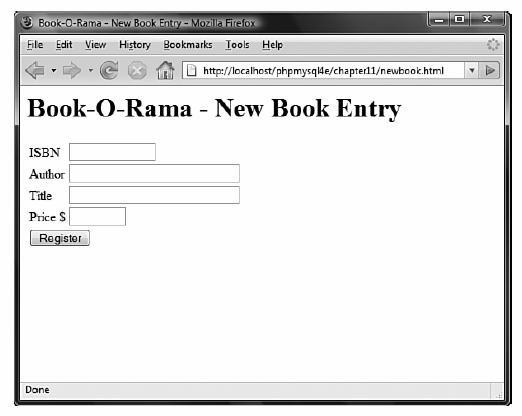 Book-O-Rama - New Book Entry - Mozilla Firefox
File Edit View History Bookmarks Tools Help
http://localhost/phpmysql4e/chapter11/newbook.html
Book-O-Rama - New Book Entry
ISBN
Author
Title
Price $
Register
Done